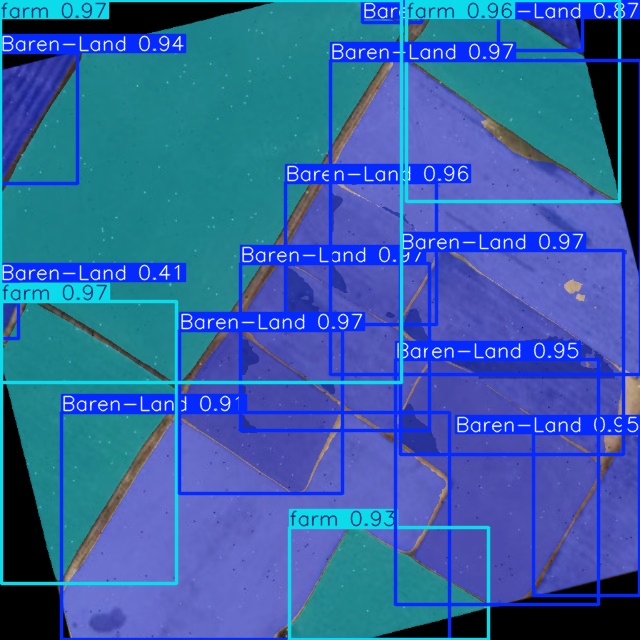 farm 0.97
Bar
farm 0.96
-Land 0.87
Baren-Land 0.94
Baren-Land 0.97
Baren-Land 0.96
Baren-Land 0.97
Baren-Land 0.97
Baren-Land 0.41
farm 0.97
Baren-Land 0.97
Baren-Land 0.95
Baren-Land 0.91
Baren-Land 0.95
farm 0.93